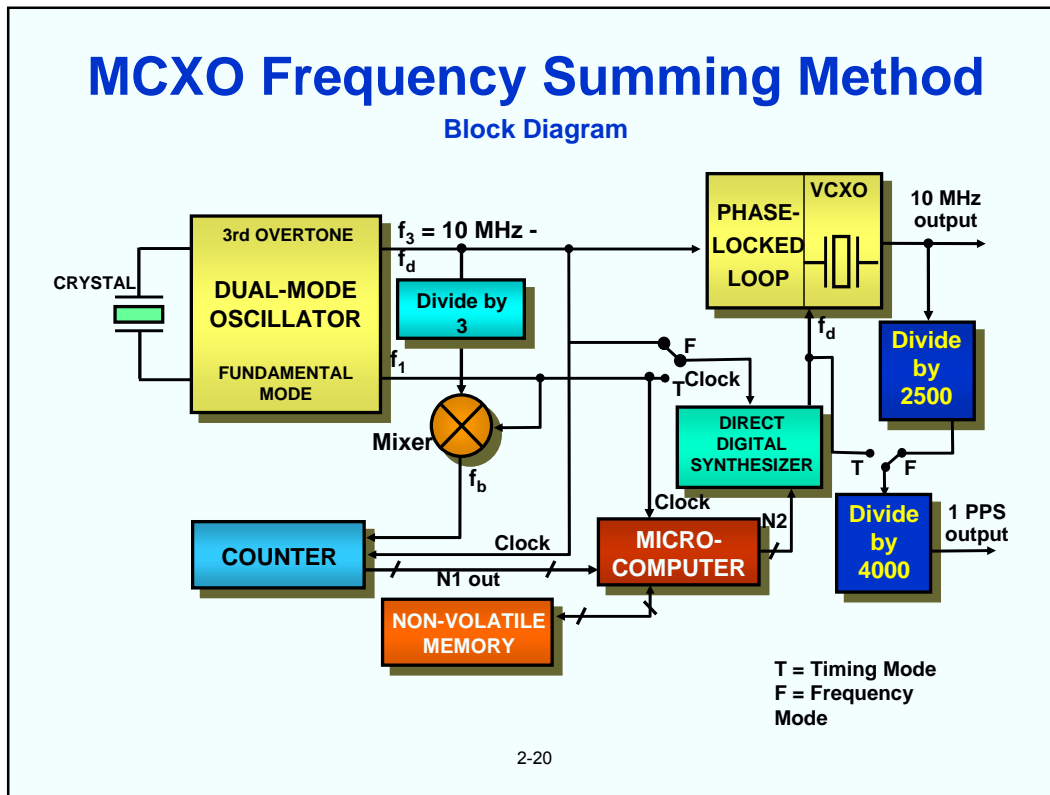 MCXO Frequency Summing Method
Block Diagram
CRYSTAL
3rd OVERTONE
DUAL-MODE
OSCILLATOR
FUNDAMENTAL
MODE
f3 = 10 MHz -
fd
Divide by
3
f1
Mixer
fb
PHASE-
LOCKED
LOOP
VCXO
10 MHz
output
fd
F
T
Clock
DIRECT
DIGITAL
SYNTHESIZER
Divide
by
2500
T
F
Divide
by
4000
1 PPS
output
COUNTER
Clock
N1 out
Clock
MICRO-
COMPUTER
N2
NON-VOLATILE
MEMORY
T = Timing Mode
F = Frequency
Mode
2-20